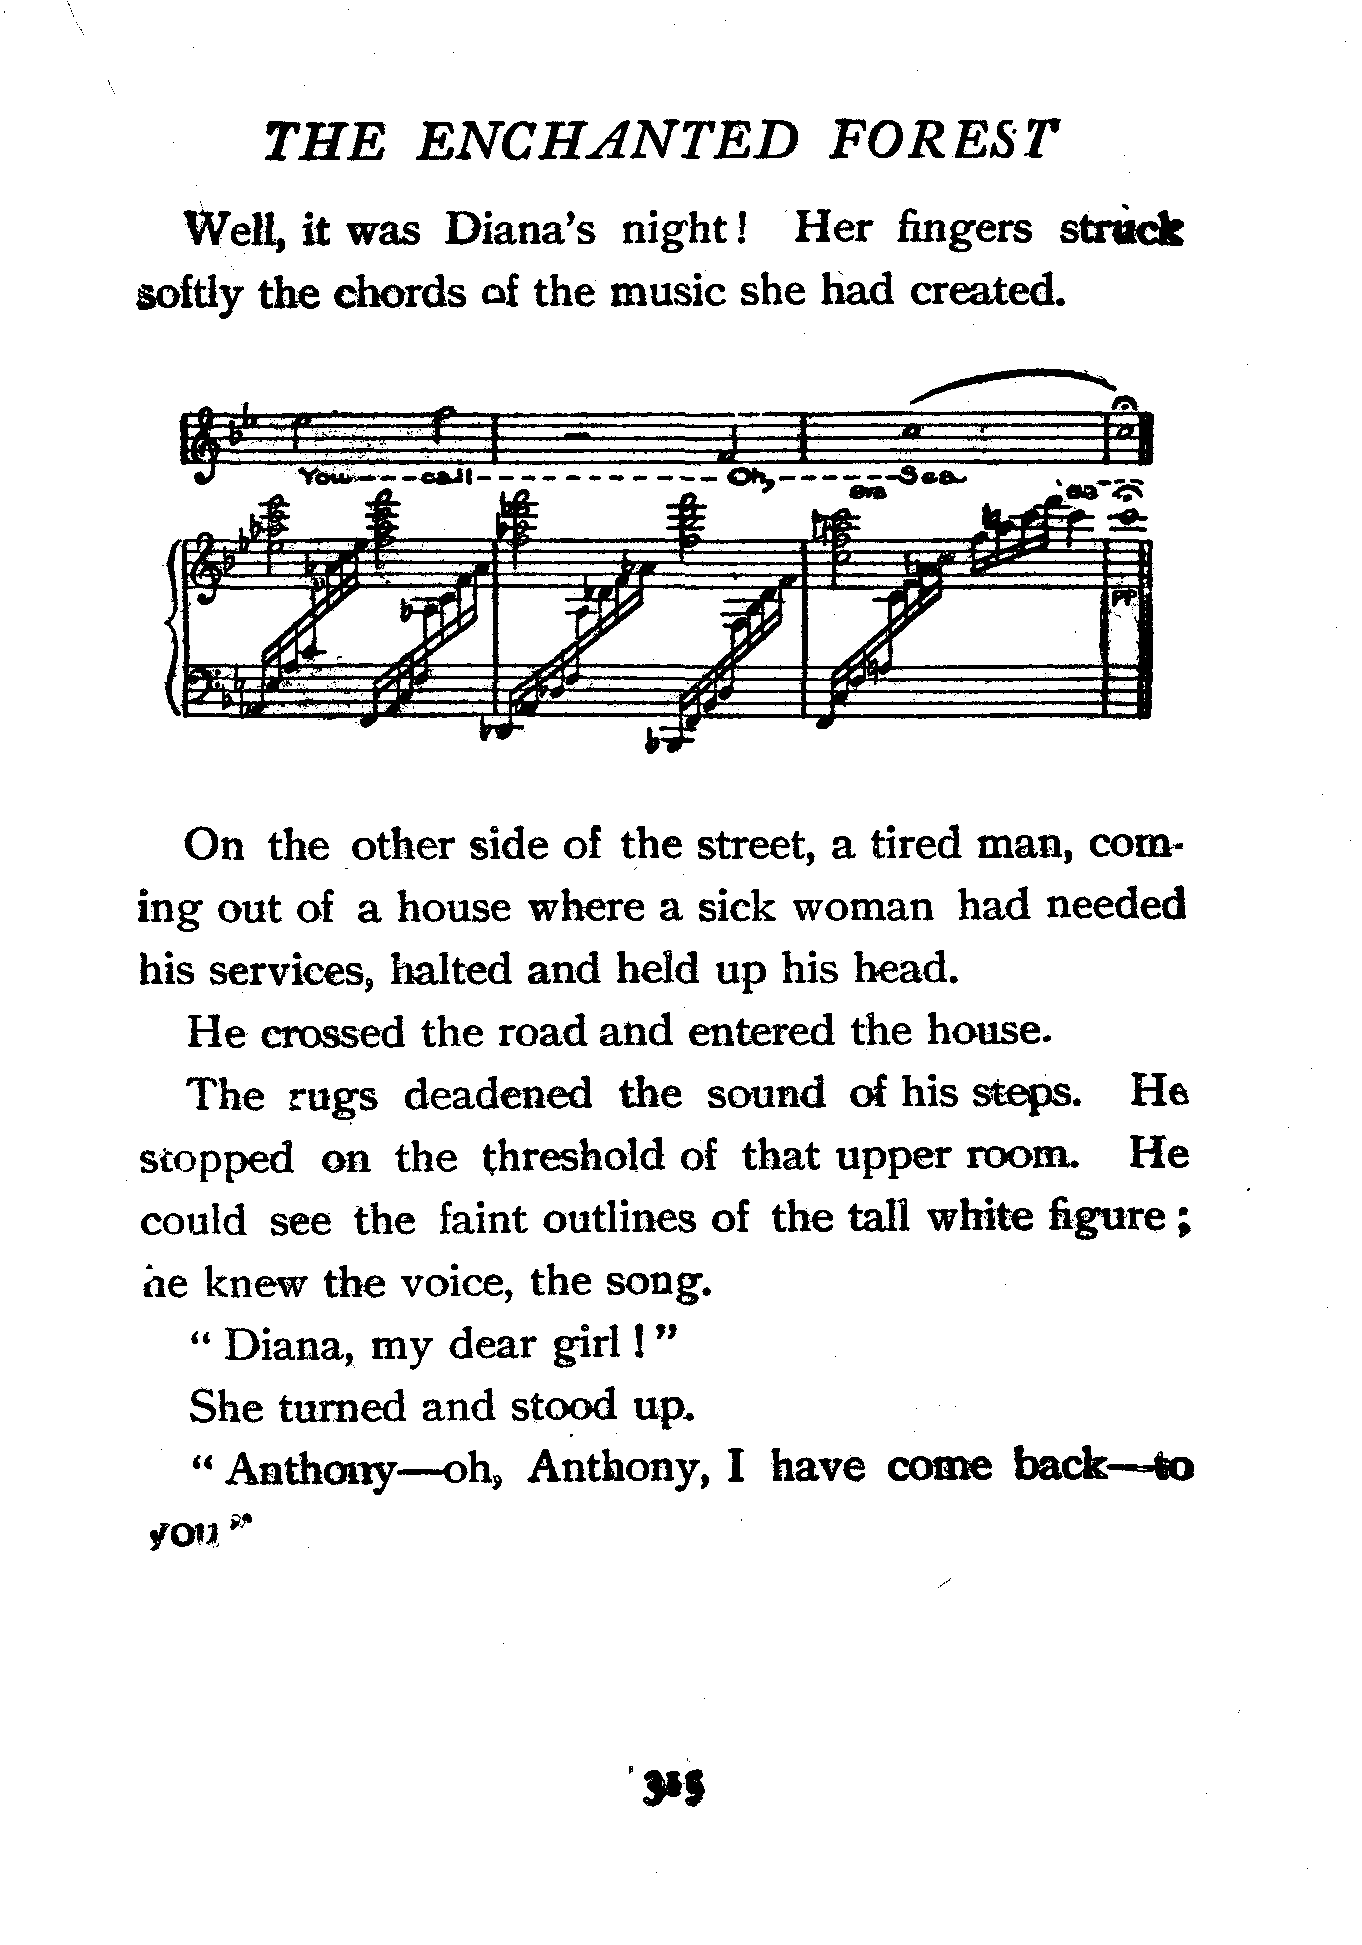 THE ENCHANTED FOREST
Well, it was Diana's night! Her fingers struck
softly the chords of the music she had created.
You---call-----------Oh,------Sea
8va
8a---
PP
On the other side of the street, a tired man, com-
ing out of a house where a sick woman had needed
his services, halted and held up his head.
He crossed the road and entered the house.
The rugs deadened the sound of his steps. He
stopped on the threshold of that upper room. He
could see the faint outlines of the tall white figure;
he knew the voice, the song.
"Diana, my dear girl!"
She turned and stood up.
"Anthony—oh, Anthony, I have come back—to
you"